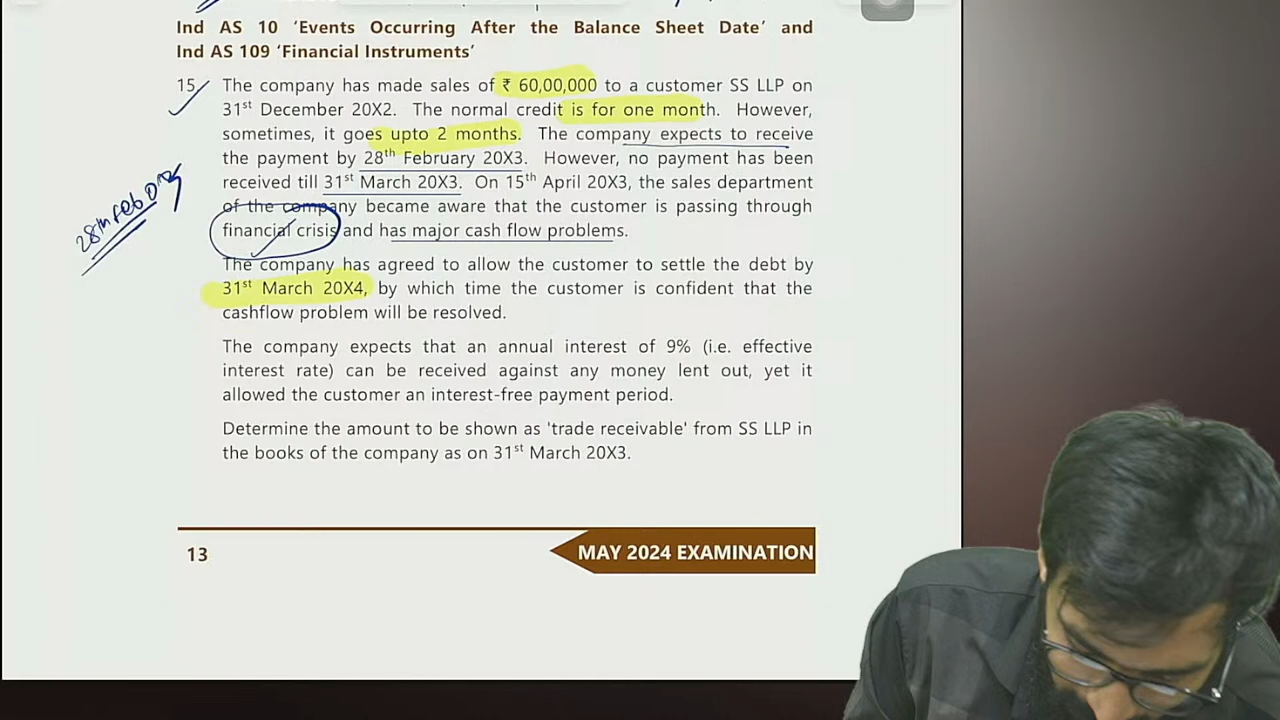 Ind AS 10 'Events Occurring After the Balance Sheet Date' and
Ind AS 109 'Financial Instruments'
15. The company has made sales of ₹ 60,00,000 to a customer SS LLP on
31st December 20X2. The normal credit is for one month. However,
sometimes, it goes upto 2 months. The company expects to receive
the payment by 28th February 20X3. However, no payment has been
received till 31st March 20X3. On 15th April 20X3, the sales department
of the company became aware that the customer is passing through
financial crisis and has major cash flow problems.
28th Feb
The company has agreed to allow the customer to settle the debt by
31st March 20X4, by which time the customer is confident that the
cashflow problem will be resolved.
The company expects that an annual interest of 9% (i.e. effective
interest rate) can be received against any money lent out, yet it
allowed the customer an interest-free payment period.
Determine the amount to be shown as 'trade receivable' from SS LLP in
the books of the company as on 31st March 20X3.
13
MAY 2024 EXAMINATION